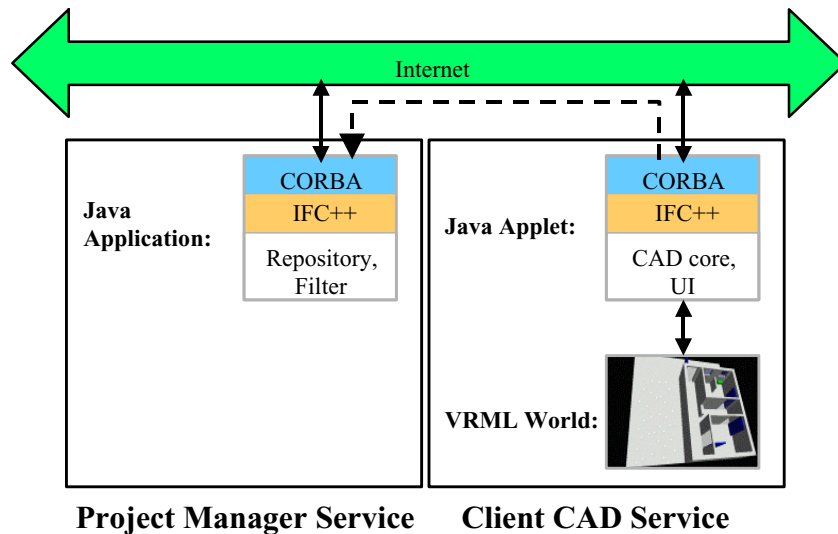 Internet
CORBA
IFC++
Java
Application:
Repository,
Filter
CORBA
IFC++
Java Applet:
CAD core,
UI
VRML World:
Project Manager Service
Client CAD Service